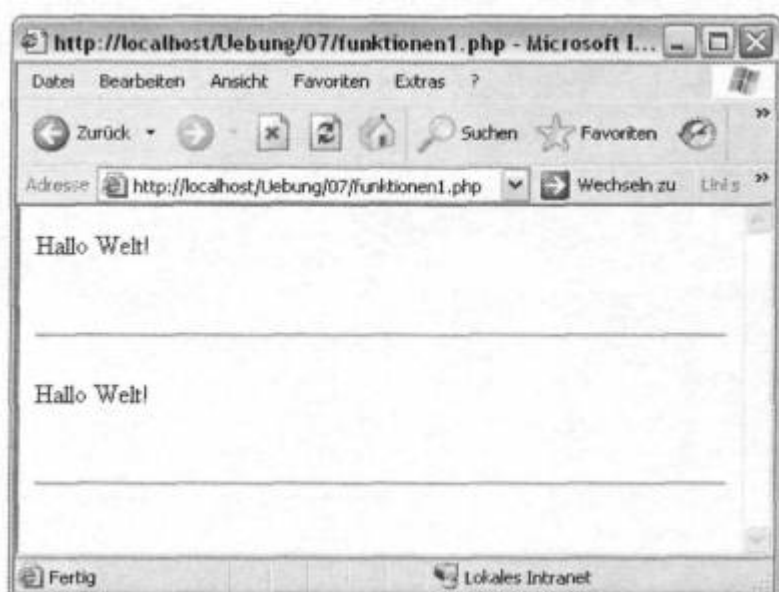 http://localhost/Uebung/07/funktionen1.php - Microsoft I...
Datei Bearbeiten Ansicht Favoriten Extras ?
Zurück Suchen Favoriten »
Adresse http://localhost/Uebung/07/funktionen1.php Wechseln zu Links »
Hallo Welt!
Hallo Welt!
Fertig Lokales Intranet